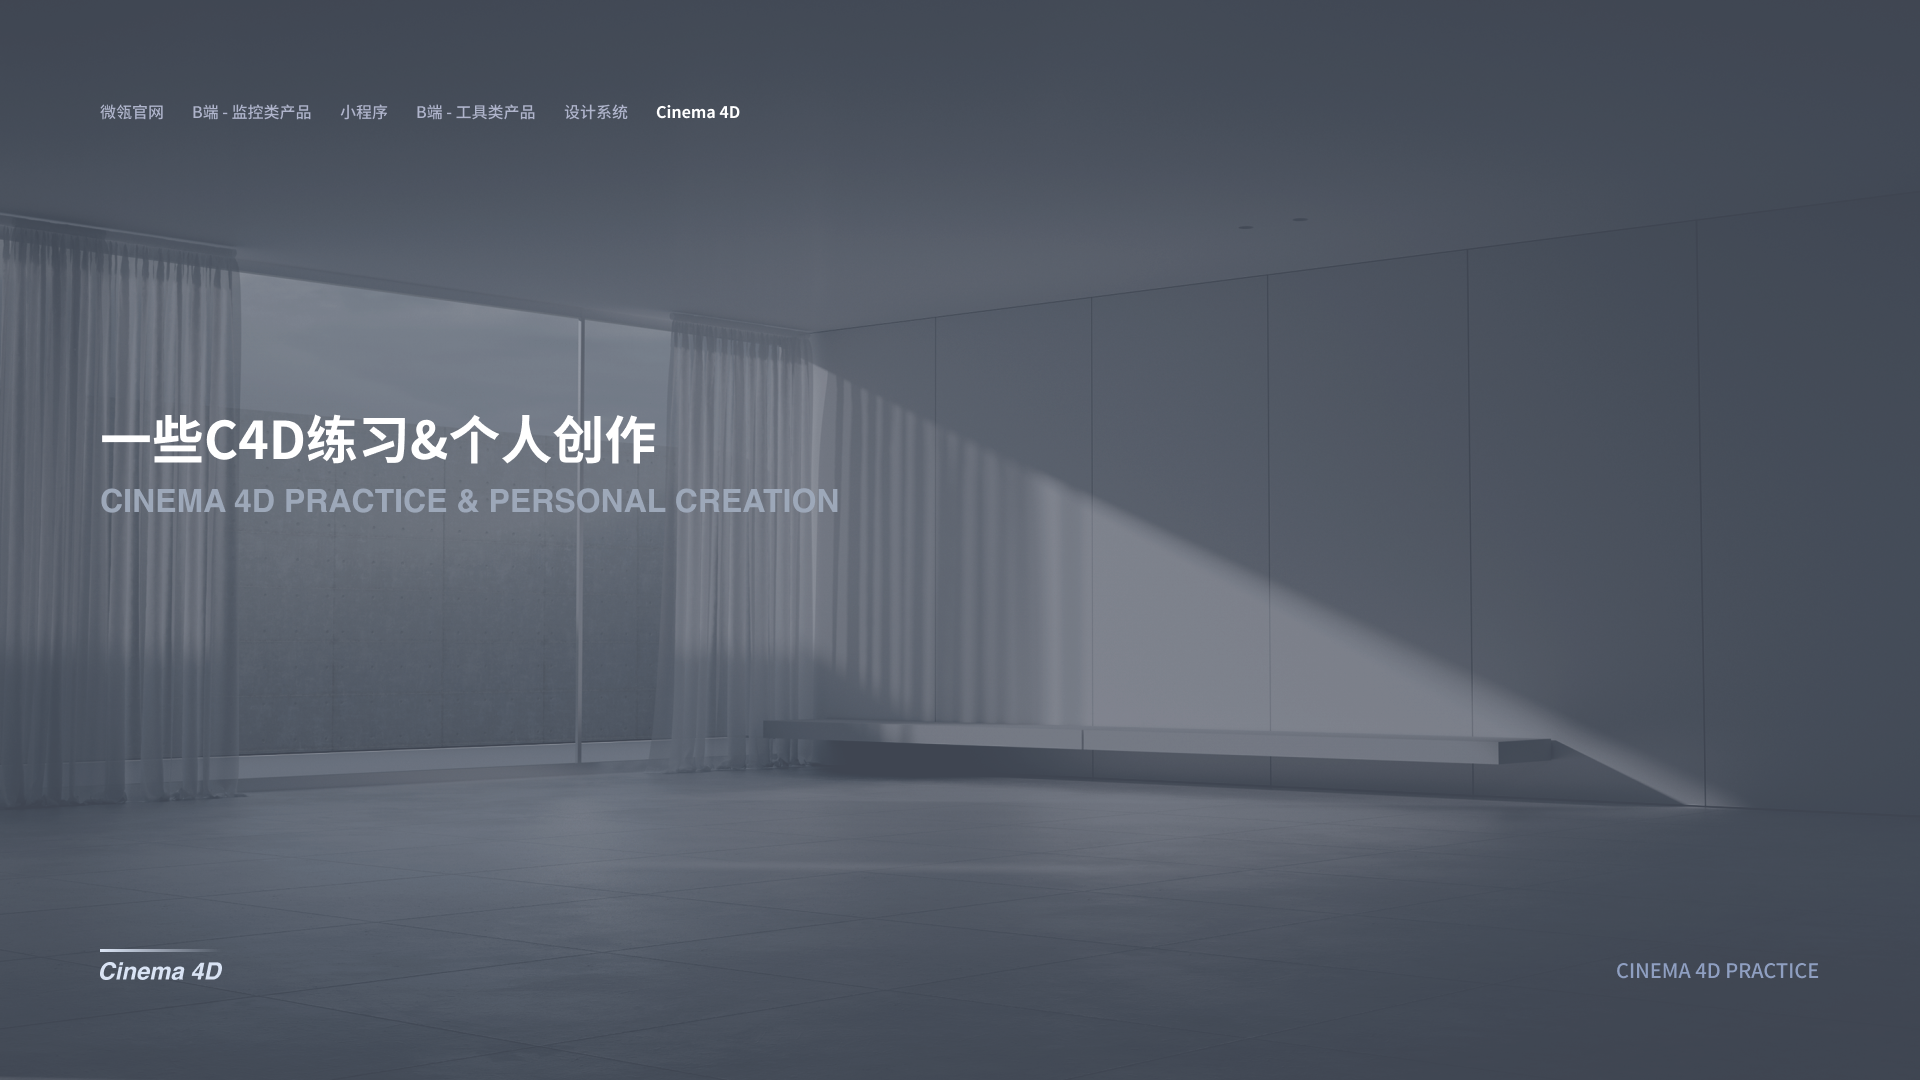 微瓴官网 B端 - 监控类产品 小程序 B端 - 工具类产品 设计系统 Cinema 4D
一些C4D练习&个人创作
CINEMA 4D PRACTICE & PERSONAL CREATION
Cinema 4D
CINEMA 4D PRACTICE